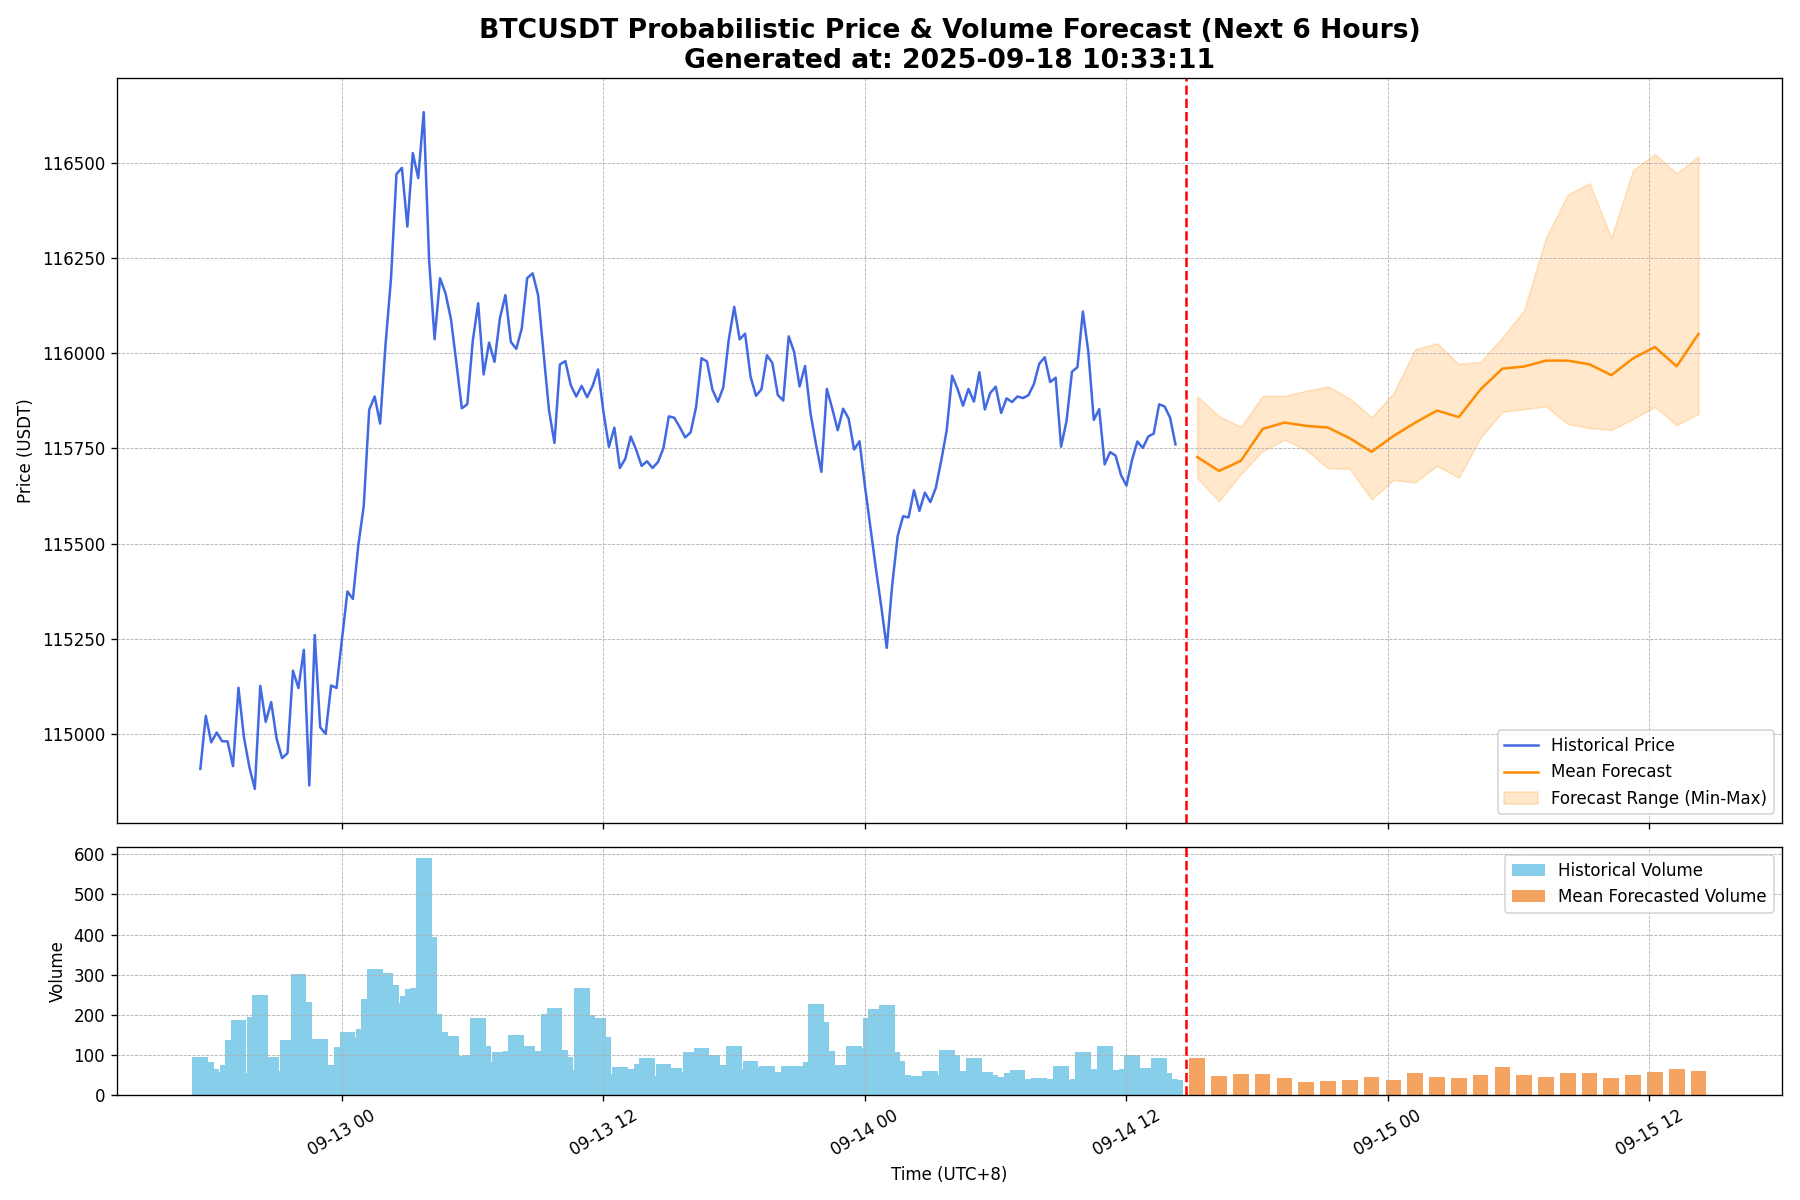 BTCUSDT Probabilistic Price & Volume Forecast (Next 6 Hours)
Generated at: 2025-09-18 10:33:11
Price (USDT)
116500
116250
116000
115750
115500
115250
115000
Historical Price
Mean Forecast
Forecast Range (Min-Max)
Volume
600
500
400
300
200
100
0
Historical Volume
Mean Forecasted Volume
09-13 00
09-13 12
09-14 00
09-14 12
09-15 00
09-15 12
Time (UTC+8)